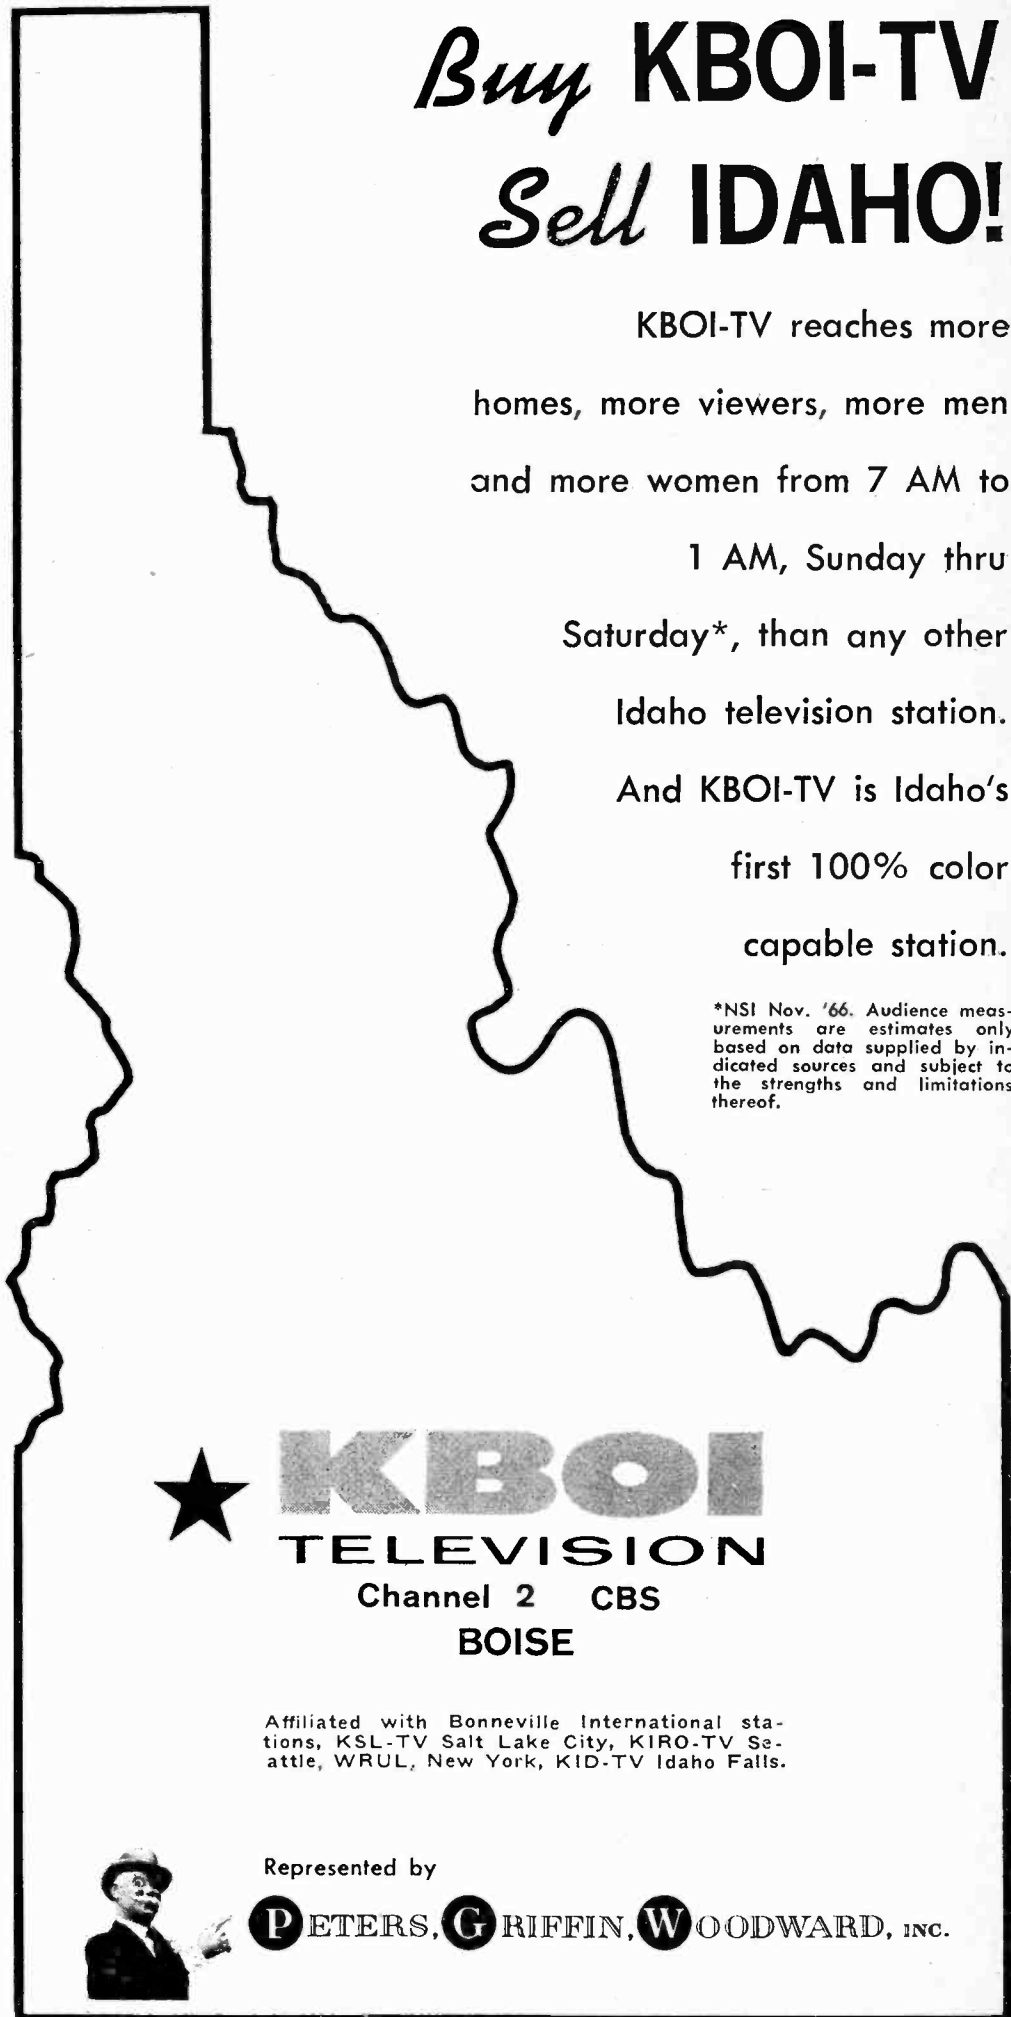 Buy KBOI-TV
Sell IDAHO!
KBOI-TV reaches more
homes, more viewers, more men
and more women from 7 AM to
1 AM, Sunday thru
Saturday*, than any other
Idaho television station.
And KBOI-TV is Idaho's
first 100% color
capable station.
*NSI Nov. '66. Audience meas-
urements are estimates only
based on data supplied by in-
dicated sources and subject to
the strengths and limitations
thereof.
KBOI
TELEVISION
Channel 2 CBS
BOISE
Affiliated with Bonneville International sta-
tions, KSL-TV Salt Lake City, KIRO-TV Se-
attle, WRUL, New York, KID-TV Idaho Falls.
Represented by
PETERS, GRIFFIN, WOODWARD, INC.